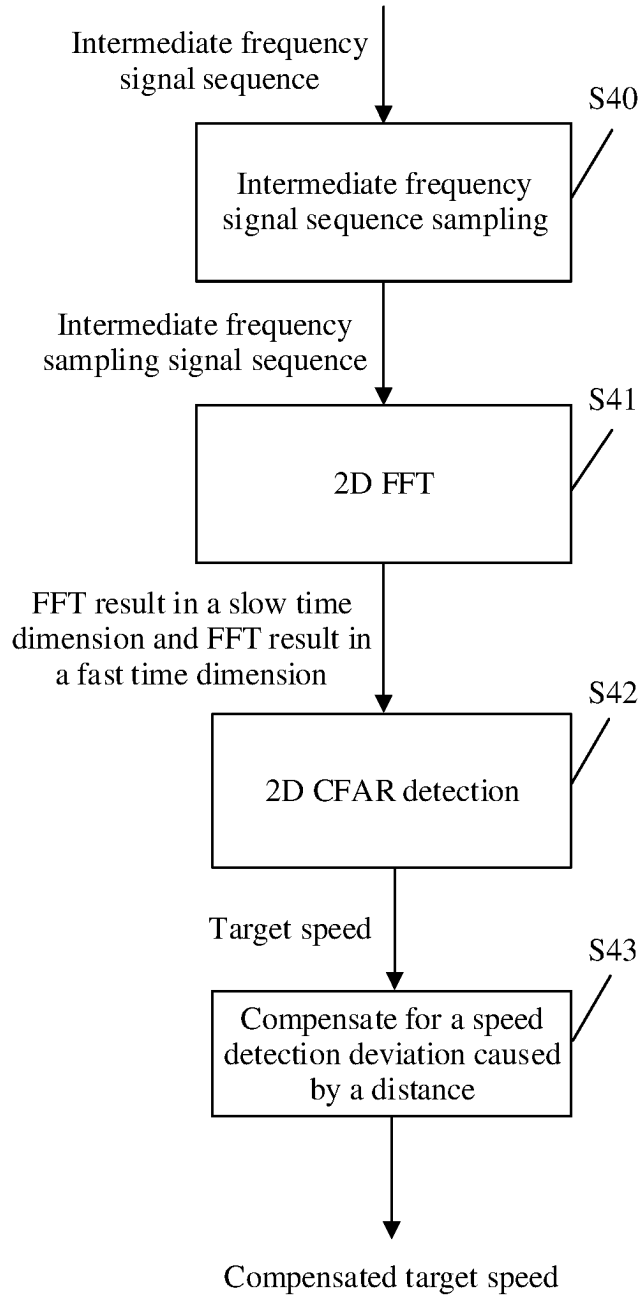 Intermediate frequency
signal sequence
S40
Intermediate frequency
signal sequence sampling
Intermediate frequency
sampling signal sequence
S41
2D FFT
FFT result in a slow time
dimension and FFT result in
a fast time dimension
S42
2D CFAR detection
Target speed
S43
Compensate for a speed
detection deviation caused
by a distance
Compensated target speed